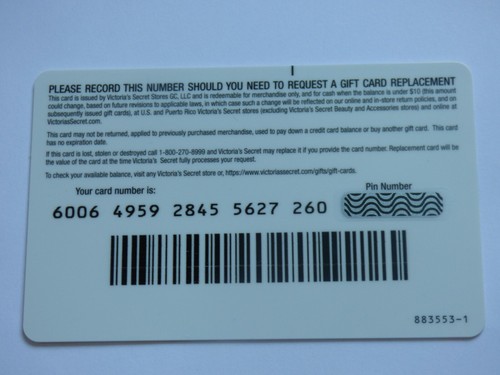 PLEASE RECORD THIS NUMBER SHOULD YOU NEED TO REQUEST A GIFT CARD REPLACEMENT
This card is issued by Victoria's Secret Stores GC, LLC and is redeemable for merchandise only, and for cash when the balance is under $10 (this amount
could change, based on future revisions to applicable laws, in which case such a change will be reflected on our online and in-store return policies, and on
subsequently issued gift cards), at U.S. and Puerto Rico Victoria's Secret stores (excluding Victoria's Secret Beauty and Accessories stores) and online at
VictoriasSecret.com.
This card may not be returned, applied to previously purchased merchandise, used to pay down a credit card balance or buy another gift card. This card
has no expiration date.
If this card is lost, stolen or destroyed call 1-800-270-8999 and Victoria's Secret may replace it if you provide the card number. Replacement card will be
the value of the card at the time Victoria's Secret fully processes your request.
To check your available balance, visit any Victoria's Secret store or, https://www.victoriassecret.com/gifts/gift-cards.
Your card number is:
Pin Number
6006 4959 2845 5627 260
883553-1